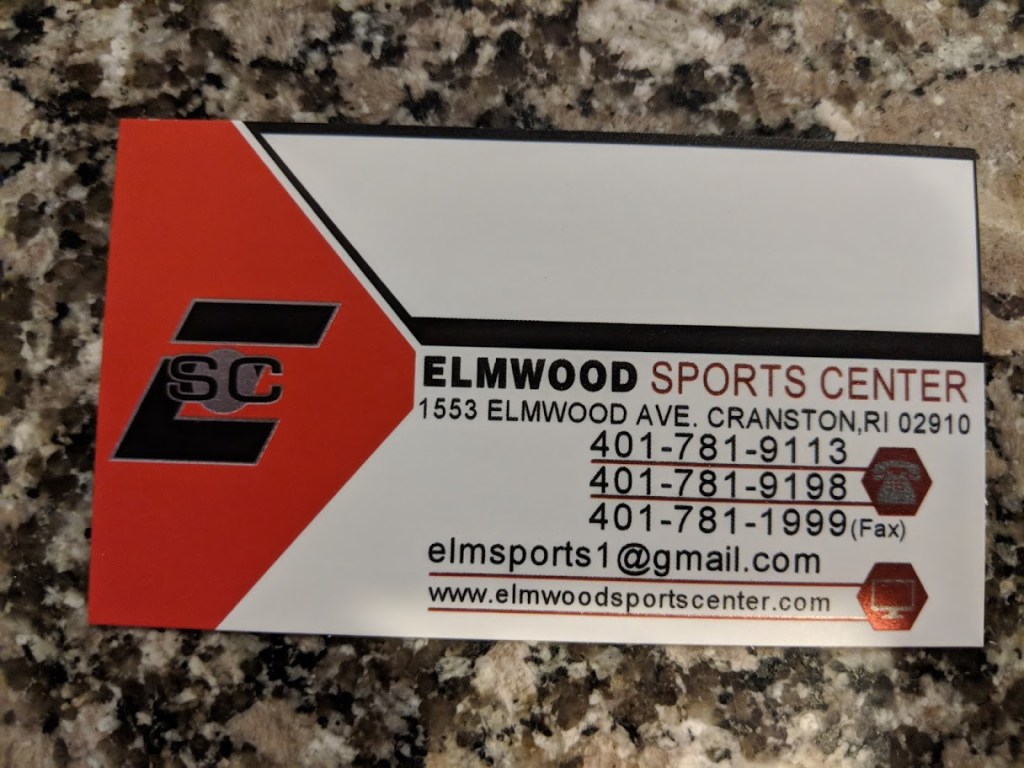 E
SC
ELMWOOD SPORTS CENTER
1553 ELMWOOD AVE. CRANSTON,RI 02910
401-781-9113
401-781-9198
401-781-1999(Fax)
elmsports1@gmail.com
www.elmwoodsportscenter.com